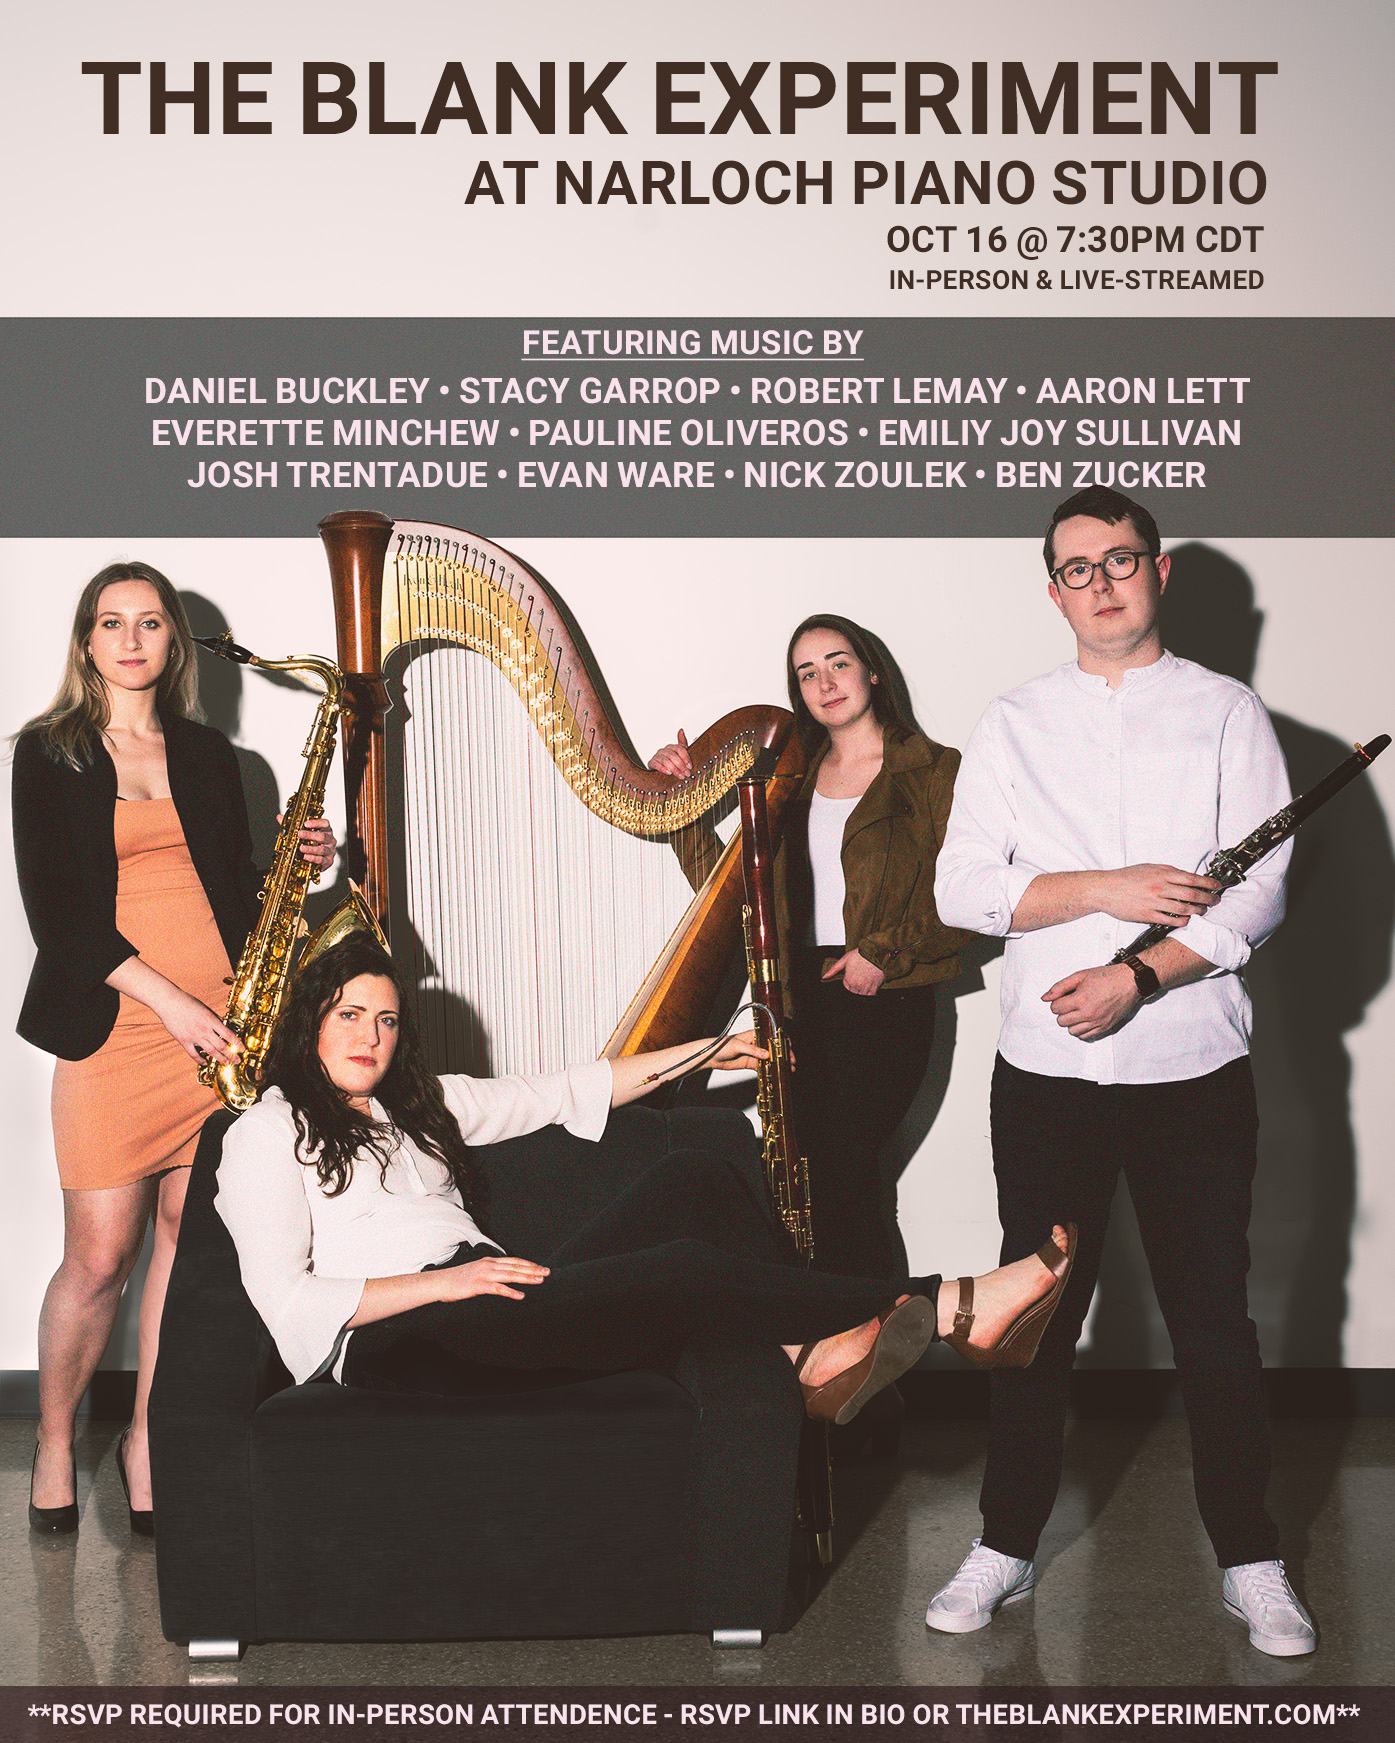 THE BLANK EXPERIMENT
AT NARLOCH PIANO STUDIO
OCT 16 @ 7:30PM CDT
IN-PERSON & LIVE-STREAMED
FEATURING MUSIC BY
DANIEL BUCKLEY • STACY GARROP • ROBERT LEMAY • AARON LETT
EVERETTE MINCHEW • PAULINE OLIVEROS • EMILIY JOY SULLIVAN
JOSH TRENTADUE • EVAN WARE • NICK ZOULEK • BEN ZUCKER
**RSVP REQUIRED FOR IN-PERSON ATTENDENCE - RSVP LINK IN BIO OR THEBLANKEXPERIMENT.COM**